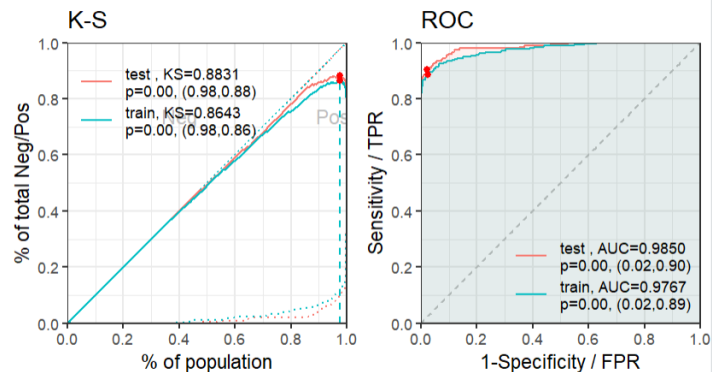 K-S
% of total Neg/Pos
1.0
0.8
0.6
0.4
0.2
0.0
test , KS=0.8831
p=0.00, (0.98,0.88)
train, KS=0.8643
p=0.00, (0.98,0.86)
Neg
Pos
0.0 0.2 0.4 0.6 0.8 1.0
% of population
ROC
Sensitivity / TPR
1.0
0.8
0.6
0.4
0.2
0.0
test , AUC=0.9850
p=0.00, (0.02,0.90)
train, AUC=0.9767
p=0.00, (0.02,0.89)
0.0 0.2 0.4 0.6 0.8 1.0
1-Specificity / FPR